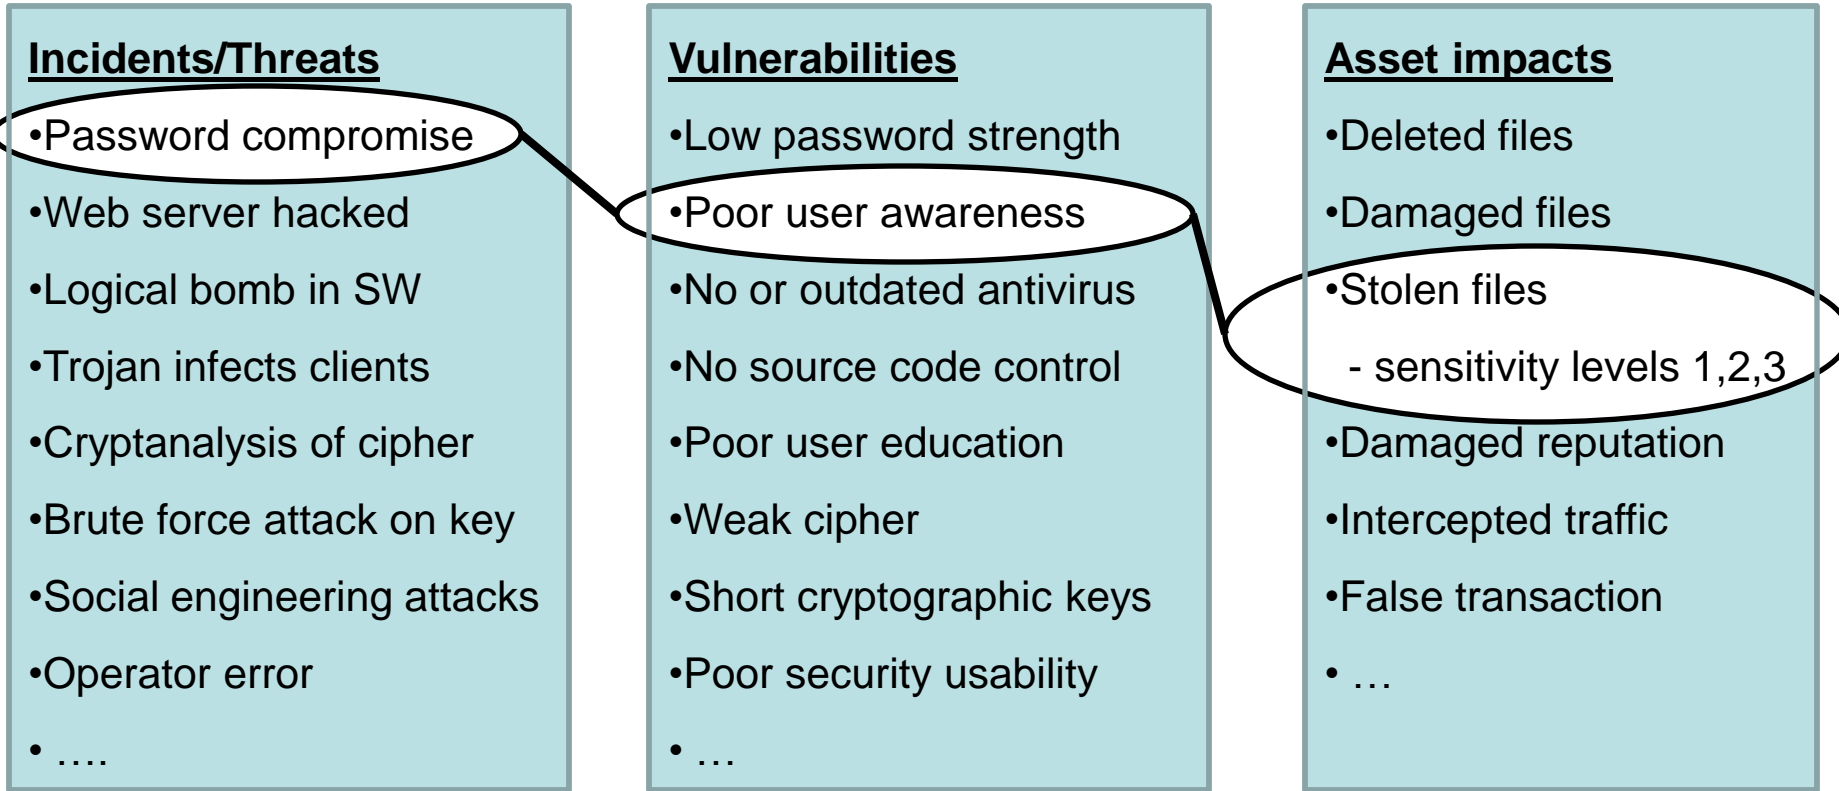 Incidents/Threats
•Password compromise
•Web server hacked
•Logical bomb in SW
•Trojan infects clients
•Cryptanalysis of cipher
•Brute force attack on key
•Social engineering attacks
•Operator error
• ....
Vulnerabilities
•Low password strength
•Poor user awareness
•No or outdated antivirus
•No source code control
•Poor user education
•Weak cipher
•Short cryptographic keys
•Poor security usability
• …
Asset impacts
•Deleted files
•Damaged files
•Stolen files
- sensitivity levels 1,2,3
•Damaged reputation
•Intercepted traffic
•False transaction
• …